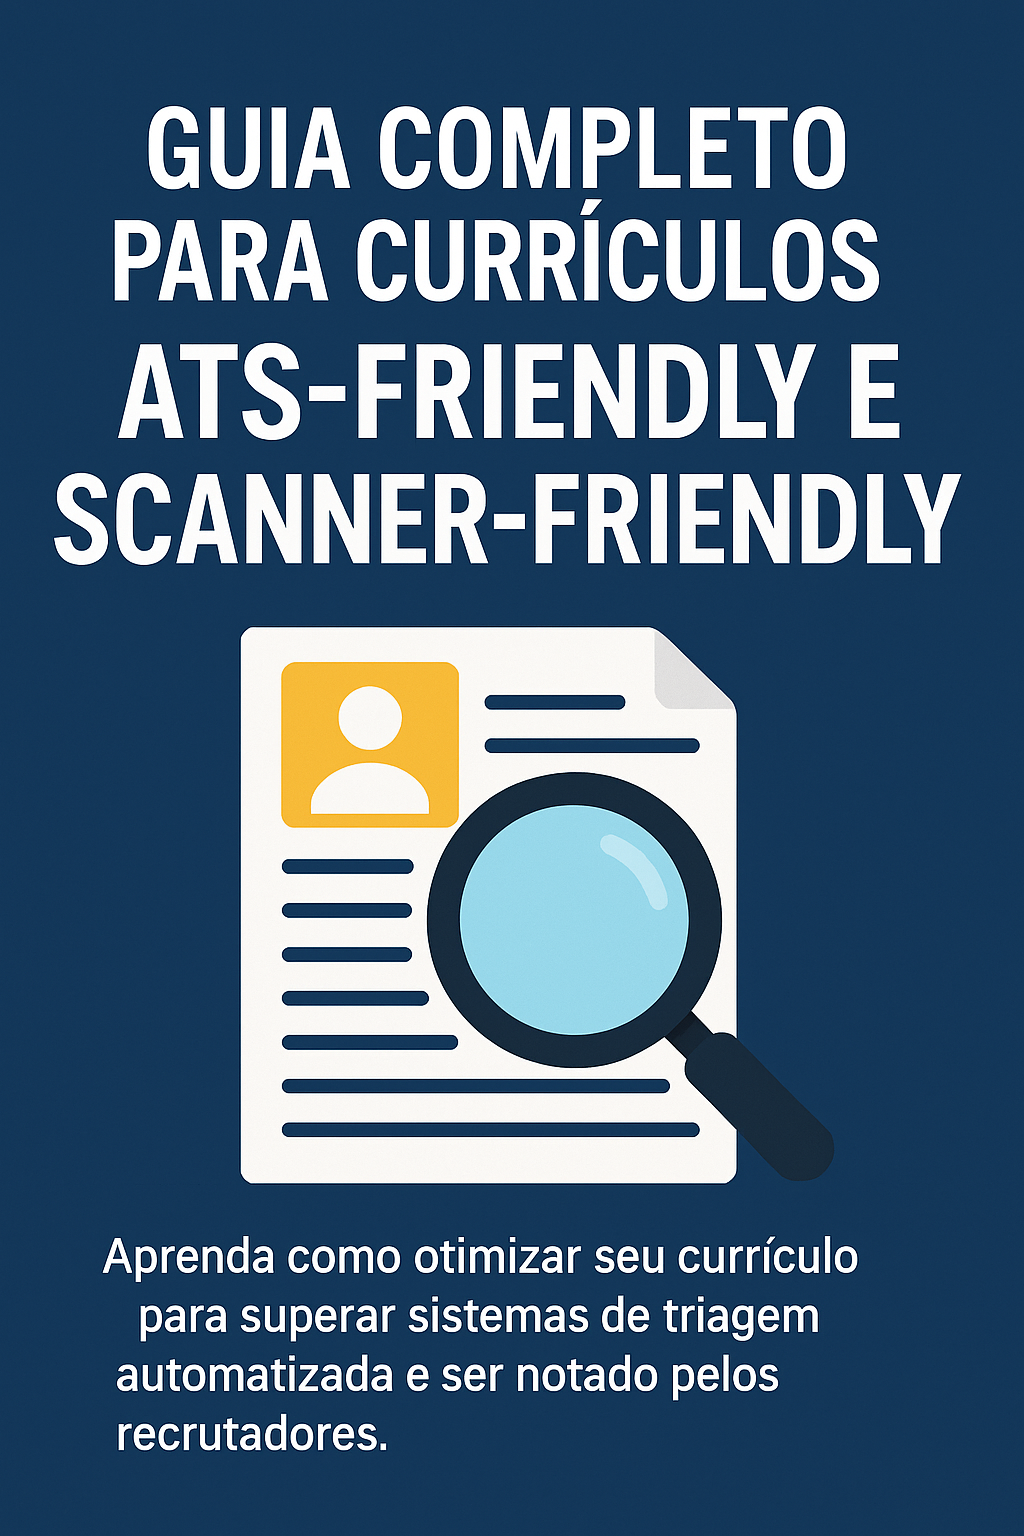 GUIA COMPLETO
PARA CURRÍCULOS
ATS-FRIENDLY E
SCANNER-FRIENDLY
Aprenda como otimizar seu currículo
para superar sistemas de triagem
automatizada e ser notado pelos
recrutadores.